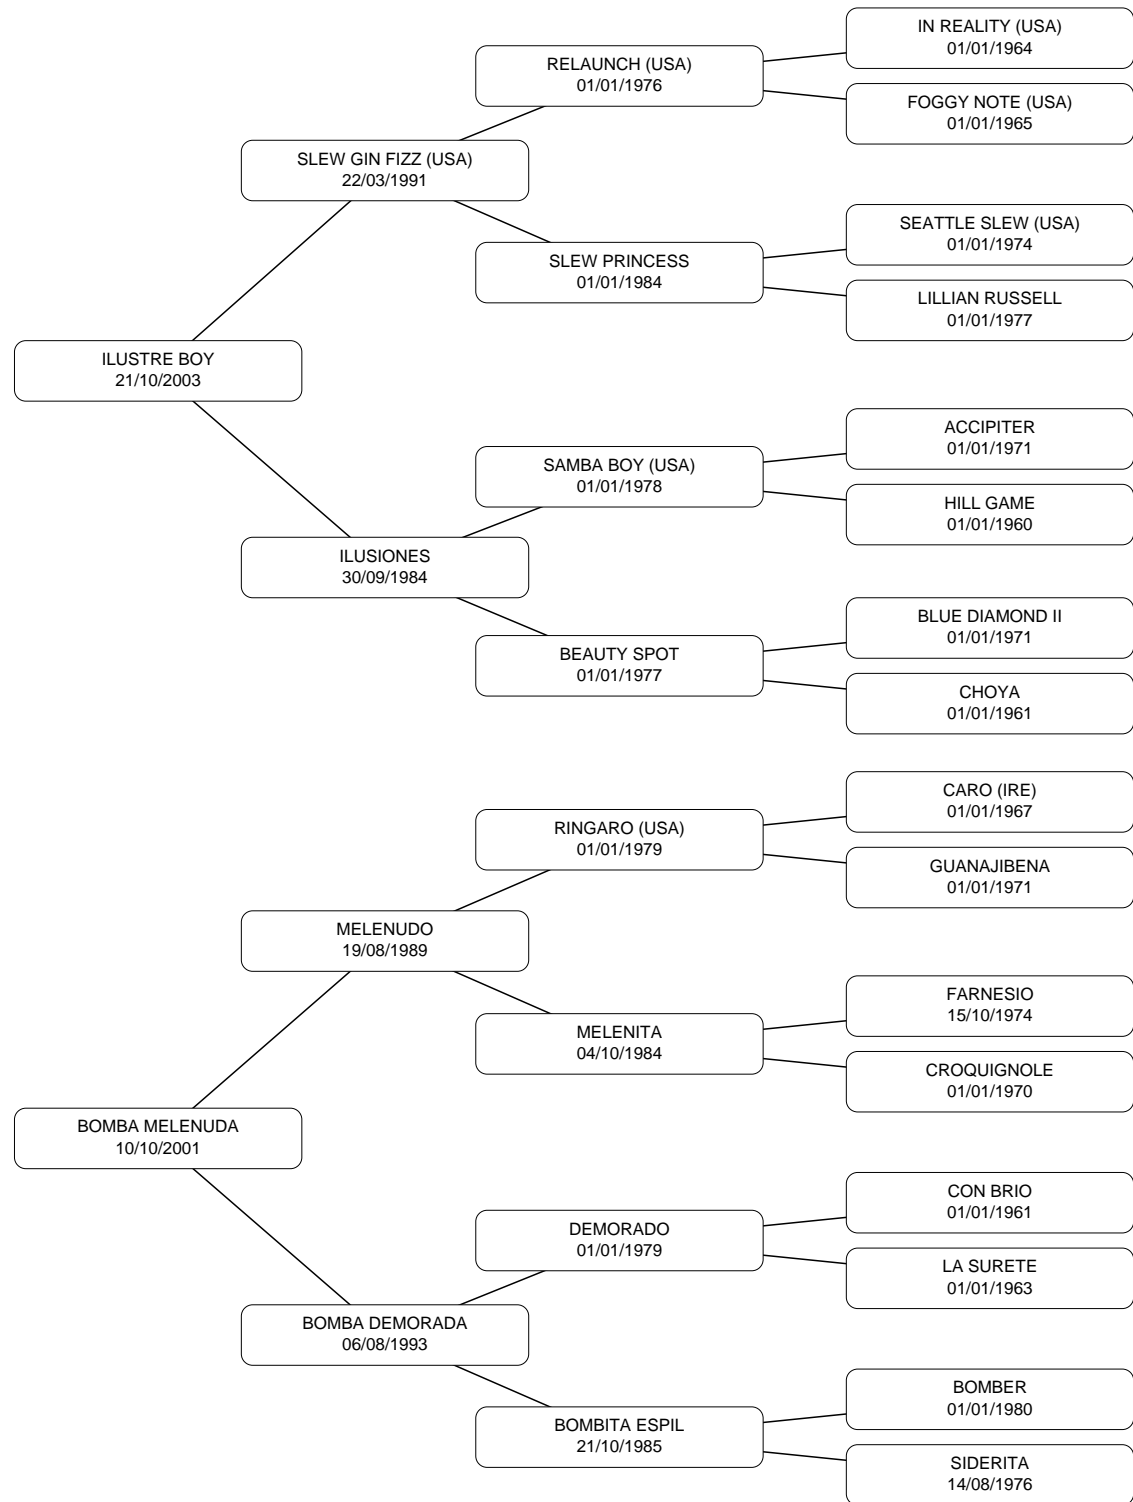 IN REALITY (USA)
01/01/1964
RELAUNCH (USA)
01/01/1976
FOGGY NOTE (USA)
01/01/1965
SLEW GIN FIZZ (USA)
22/03/1991
SEATTLE SLEW (USA)
01/01/1974
SLEW PRINCESS
01/01/1984
LILLIAN RUSSELL
01/01/1977
ILUSTRE BOY
21/10/2003
ACCIPITER
01/01/1971
SAMBA BOY (USA)
01/01/1978
HILL GAME
01/01/1960
ILUSIONES
30/09/1984
BLUE DIAMOND II
01/01/1971
BEAUTY SPOT
01/01/1977
CHOYA
01/01/1961
CARO (IRE)
01/01/1967
RINGARO (USA)
01/01/1979
GUANAJIBENA
01/01/1971
MELENUDO
19/08/1989
FARNESIO
15/10/1974
MELENITA
04/10/1984
CROQUIGNOLE
01/01/1970
BOMBA MELENUDA
10/10/2001
CON BRIO
01/01/1961
DEMORADO
01/01/1979
LA SURETE
01/01/1963
BOMBA DEMORADA
06/08/1993
BOMBER
01/01/1980
BOMBITA ESPIL
21/10/1985
SIDERITA
14/08/1976